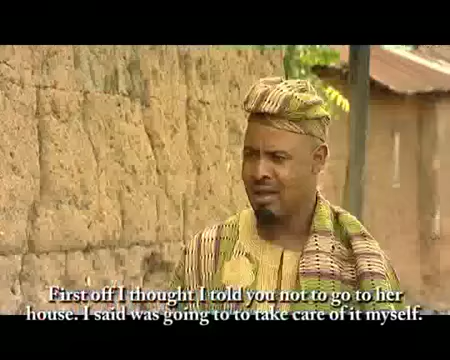 First off I thought I told you not to go to her
house. I said was going to to take care of it myself.